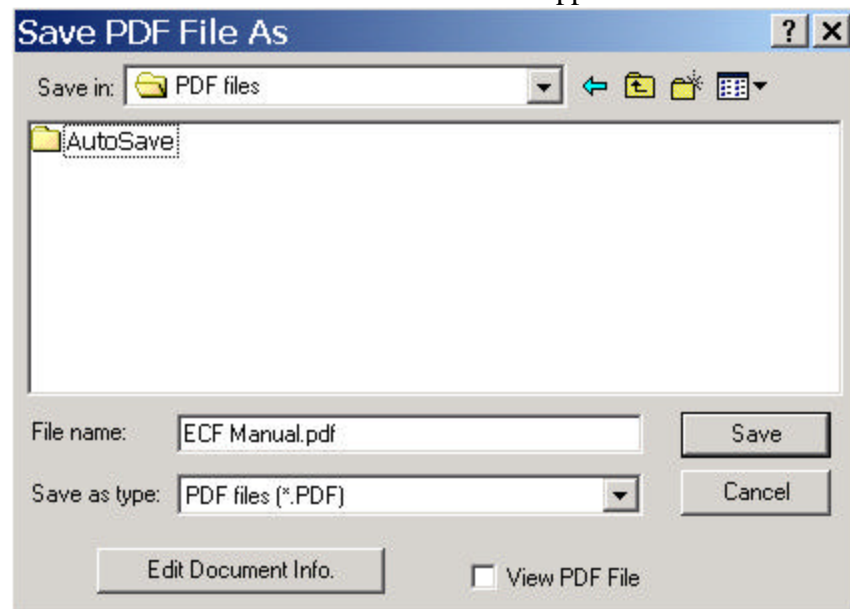 Save PDF File As
Save in: PDF files
AutoSave
File name: ECF Manual.pdf Save
Save as type: PDF files (*.PDF) Cancel
Edit Document Info. View PDF File